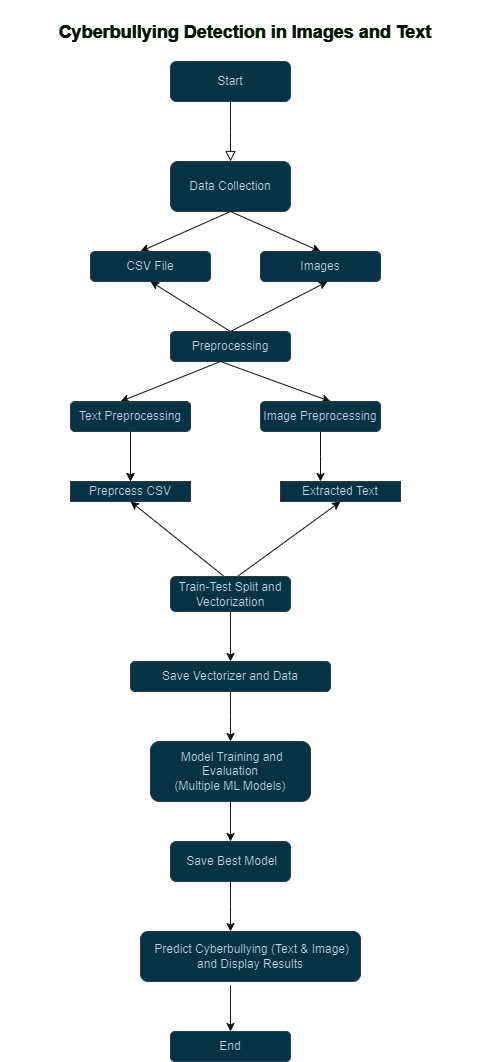 Cyberbullying Detection in Images and Text
Start
Data Collection
CSV File
Images
Preprocessing
Text Preprocessing
Image Preprocessing
Preprcess CSV
Extracted Text
Train-Test Split and
Vectorization
Save Vectorizer and Data
Model Training and
Evaluation
(Multiple ML Models)
Save Best Model
Predict Cyberbullying (Text & Image)
and Display Results
End